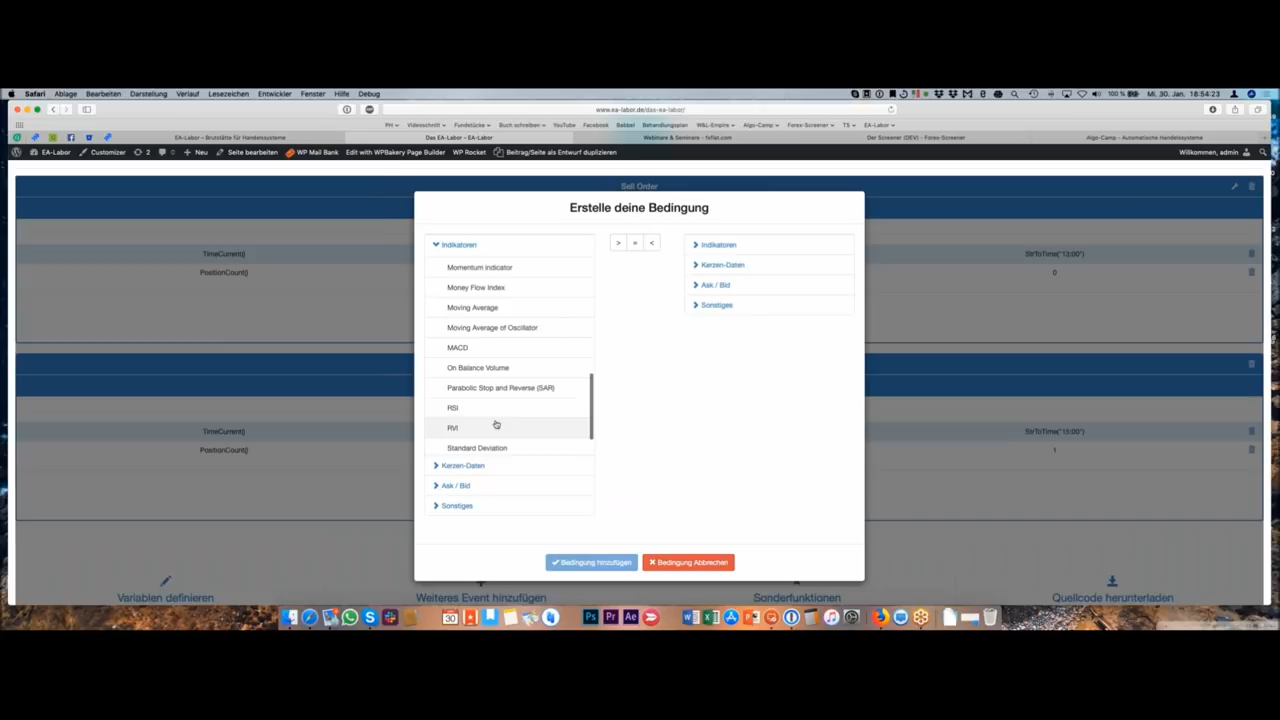 Safari Ablage Bearbeiten Darstellung Verlauf Lesezeichen Entwickler Fenster Hilfe Debug 100 % Mi. 30. Jan. 18:54:23
www.ea-labor.de/das-ea-labor/
PH Videoschnitt Fundstücke Buch schreiben YouTube Facebook Babbel Behandlungsplan W&L-Empire Algo-Camp Forex-Screener TS EA-Labor
EA-Labor – Brutstätte für Handelssysteme Das EA-Labor – EA-Labor Webinare & Seminare - fxflat.com Der Screener (DEV) - Forex-Screener Algo-Camp – Automatische Handelssysteme
EA-Labor Customizer 2 Neu Seite bearbeiten WP Mail Bank Edit with WPBakery Page Builder WP Rocket Beitrag/Seite als Entwurf duplizieren Willkommen, admin
Sell Order
Erstelle deine Bedingung
Indikatoren > = < Indikatoren
TimeCurrent() StrToTime("13:00")
Momentum indicator Kerzen-Daten
PositionCount() 0
Money Flow Index Ask / Bid
Moving Average Sonstiges
Moving Average of Oscillator
MACD
On Balance Volume
Parabolic Stop and Reverse (SAR)
RSI
RVI
TimeCurrent() StrToTime("15:00")
Standard Deviation
PositionCount() 1
Kerzen-Daten
Ask / Bid
Sonstiges
Bedingung hinzufügen Bedingung Abbrechen
Variablen definieren Weiteres Event hinzufügen Sonderfunktionen Quellcode herunterladen
30 Ps Pr Ae